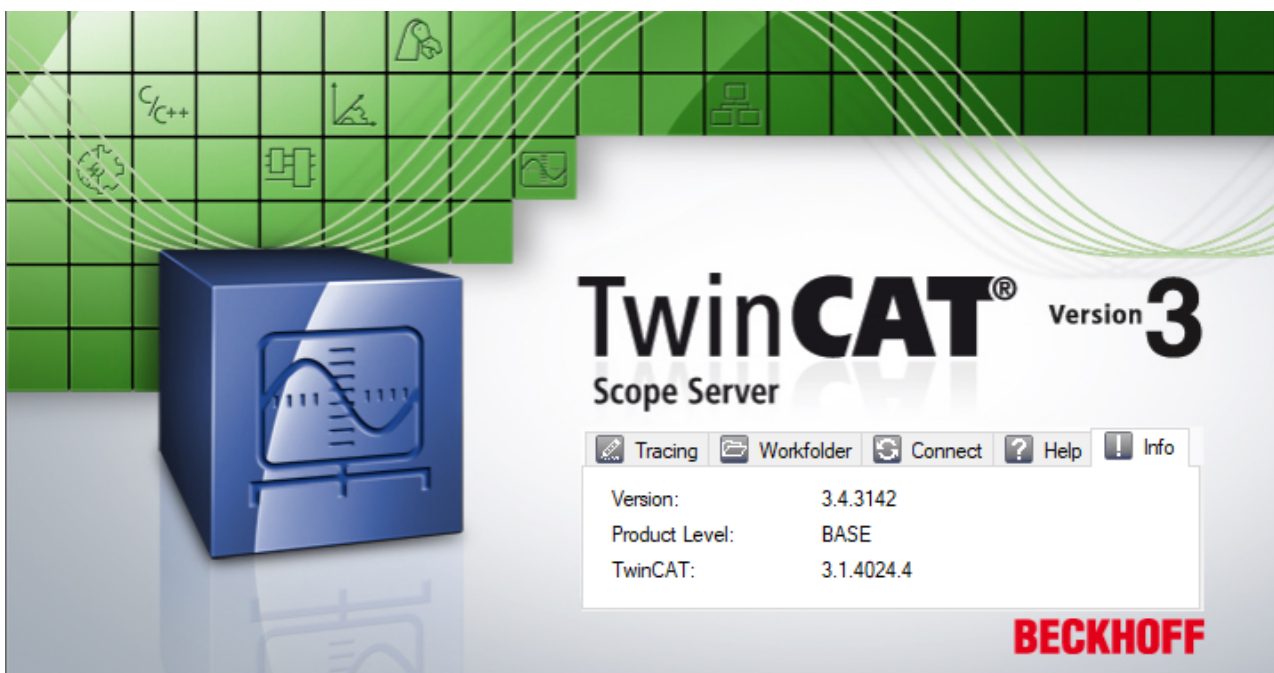 C/C++
TwinCAT® Version 3
Scope Server
Tracing Workfolder Connect Help Info
Version: 3.4.3142
Product Level: BASE
TwinCAT: 3.1.4024.4
BECKHOFF